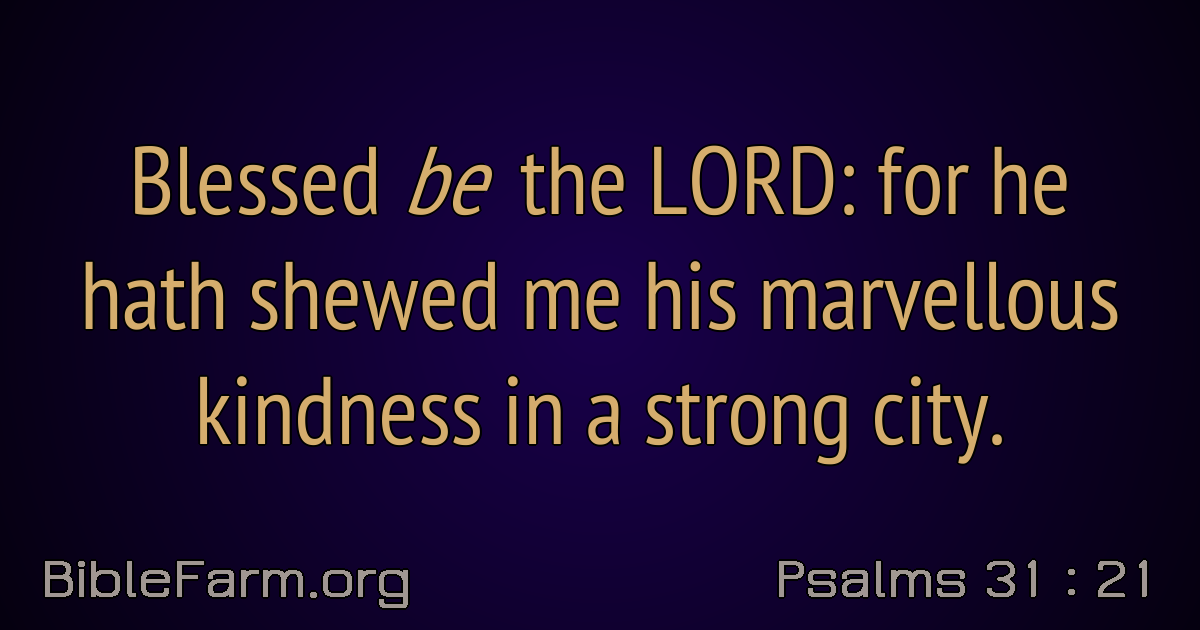 Blessed be the LORD: for he
hath shewed me his marvellous
kindness in a strong city.
BibleFarm.org
Psalms 31 : 21